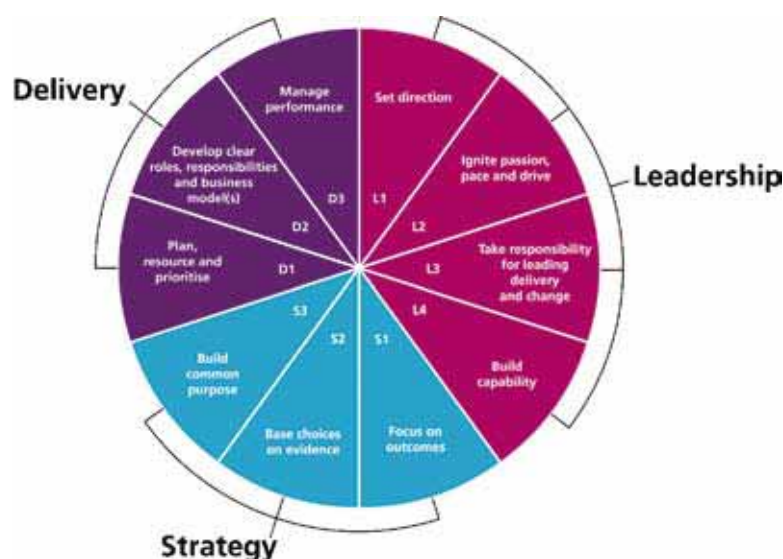 Delivery
Manage
performance
Develop clear
roles, responsibilities
and business
model(s)
Plan,
resource and
prioritise
D3
D2
D1
Set direction
Ignite passion,
pace and drive
Take responsibility
for leading
delivery
and change
Build
capability
L1
L2
L3
L4
Leadership
S3
S2
S1
Build
common
purpose
Base choices
on evidence
Focus on
outcomes
Strategy